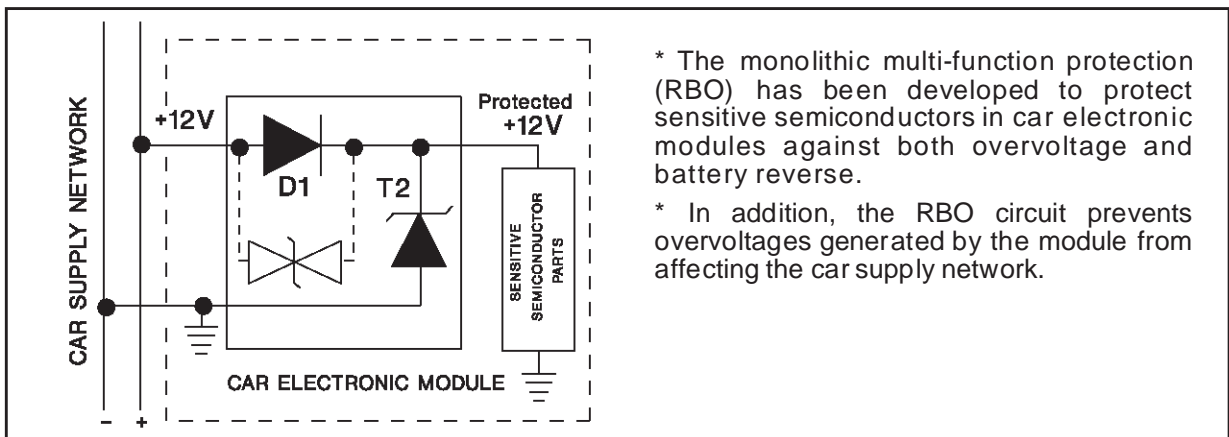 CAR SUPPLY NETWORK
+12V
D1
T2
Protected
+12V
SENSITIVE
SEMICONDUCTOR
PARTS
CAR ELECTRONIC MODULE
– +
* The monolithic multi-function protection
(RBO) has been developed to protect
sensitive semiconductors in car electronic
modules against both overvoltage and
battery reverse.
* In addition, the RBO circuit prevents
overvoltages generated by the module from
affecting the car supply network.